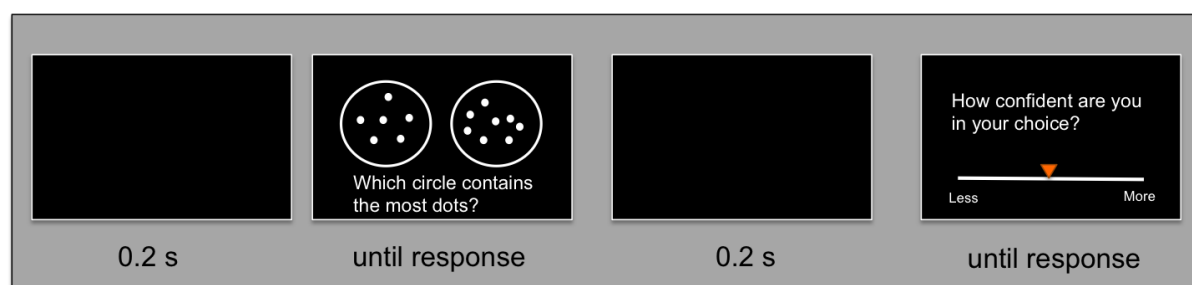 Which circle contains
the most dots?
How confident are you
in your choice?
Less More
0.2 s until response 0.2 s until response